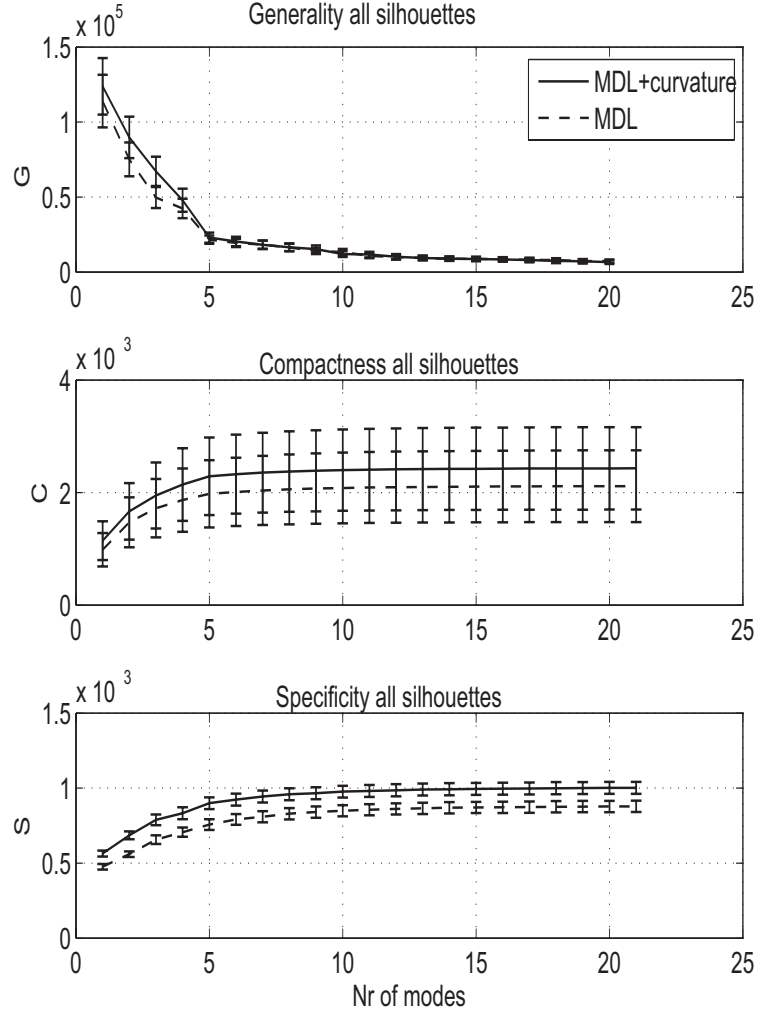 x 10^5
Generality all silhouettes
1.5
1
0.5
0
G
MDL+curvature
MDL
0 5 10 15 20 25
x 10^3
Compactness all silhouettes
4
2
0
C
0 5 10 15 20 25
x 10^3
Specificity all silhouettes
1.5
1
0.5
0
S
0 5 10 15 20 25
Nr of modes